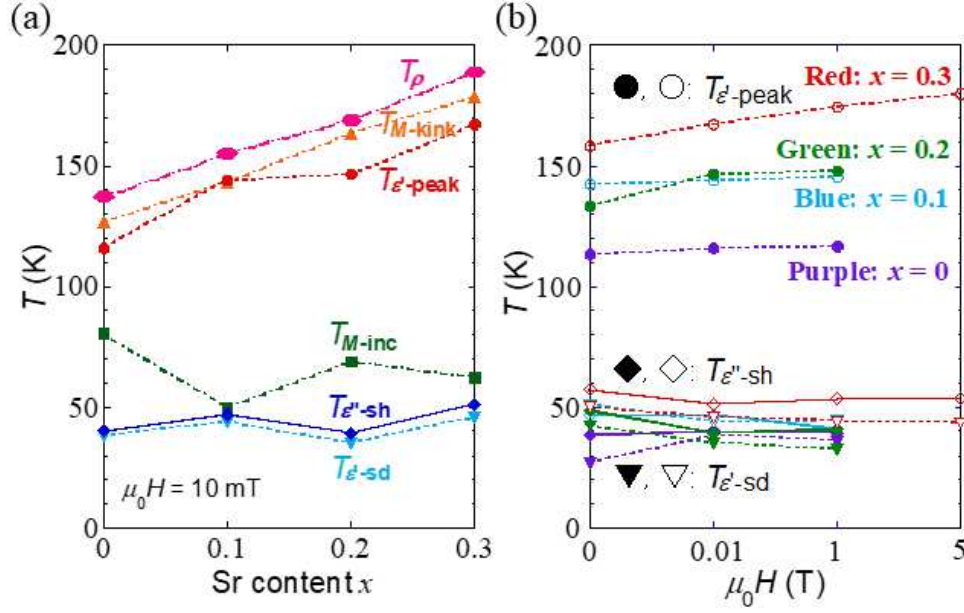 (a)
200
150
100
50
0
T (K)
0
0.1
0.2
0.3
Sr content x
Tρ
TM-kink
Tε'-peak
TM-inc
Tε''-sh
Tε'-sd
μ0H = 10 mT
(b)
200
150
100
50
0
T (K)
0
0.01
1
5
μ0H (T)
, : Tε'-peak
Red: x = 0.3
Green: x = 0.2
Blue: x = 0.1
Purple: x = 0
, : Tε''-sh
, : Tε'-sd